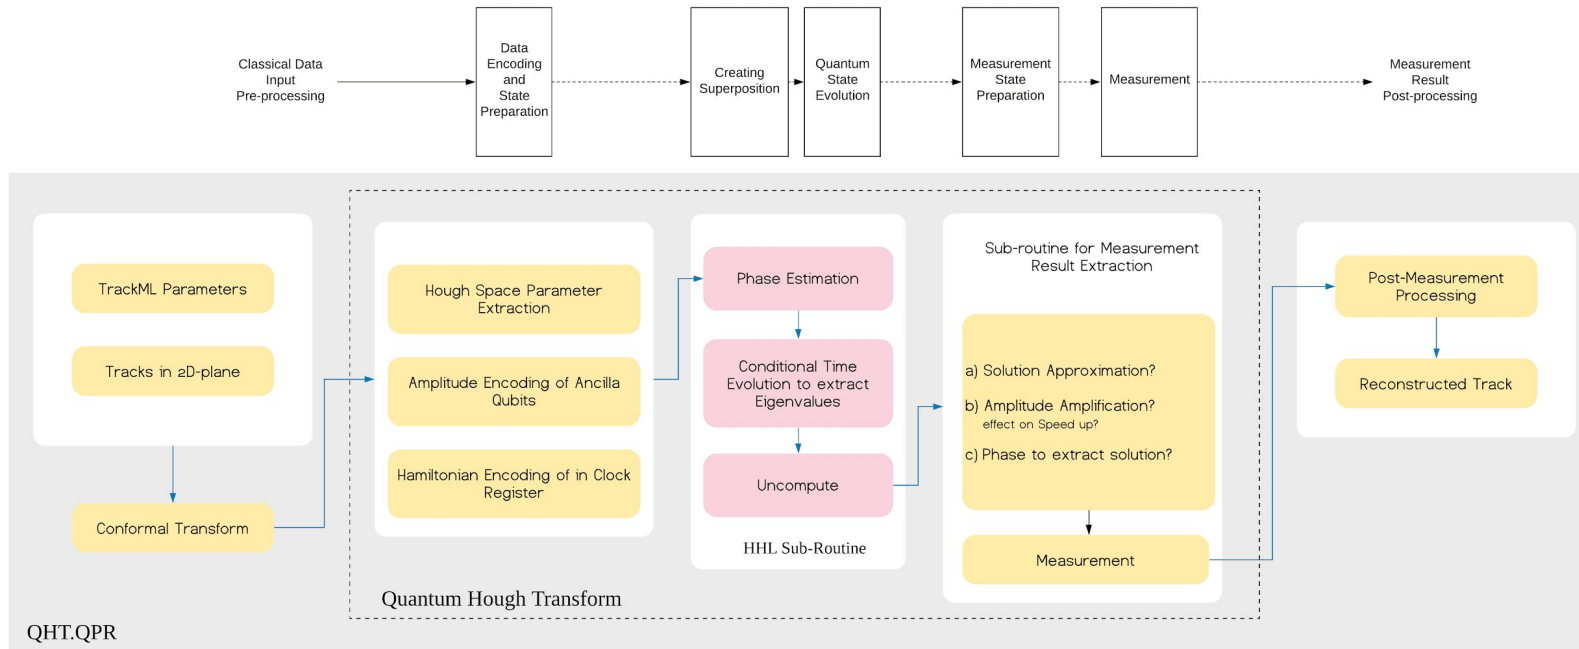 Classical Data
Input
Pre-processing
Data
Encoding
and
State
Preparation
Creating
Superposition
Quantum
State
Evolution
Measurement
State
Preparation
Measurement
Measurement
Result
Post-processing
TrackML Parameters
Tracks in 2D-plane
Conformal Transform
Hough Space Parameter
Extraction
Amplitude Encoding of Ancilla
Qubits
Hamiltonian Encoding of in Clock
Register
Phase Estimation
Conditional Time
Evolution to extract
Eigenvalues
Uncompute
HHL Sub-Routine
Sub-routine for Measurement
Result Extraction
a) Solution Approximation?
b) Amplitude Amplification?
effect on Speed up?
c) Phase to extract solution?
Measurement
Post-Measurement
Processing
Reconstructed Track
Quantum Hough Transform
QHT.QPR